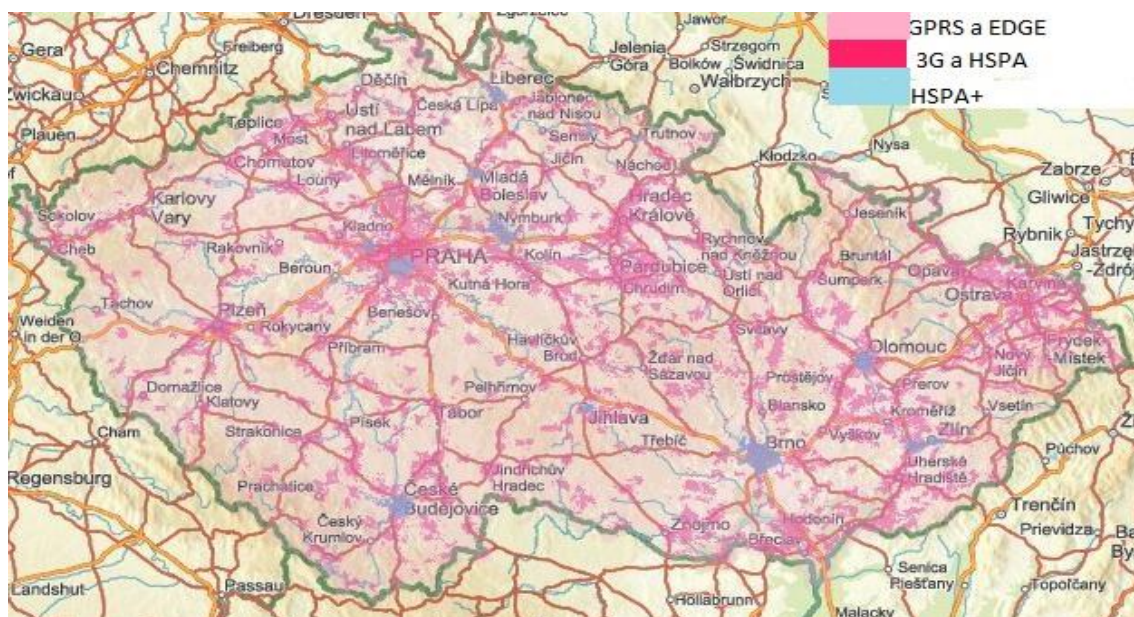 Dresden
Zgorzelec
Jawor
GPRS a EDGE
Gera
Freiberg
Jelenia
Góra
Strzegom
Bolków
Świdnica
3G a HSPA
Chemnitz
Děčín
Liberec
Wałbrzych
HSPA+
Zwickau
Ústí
nad Labem
Česká Lípa
Jablonec
nad Nisou
Plauen
Teplice
Most
Semily
Trutnov
Nysa
Chomutov
Litoměřice
Jičín
Náchod
Kłodzko
Zabrze
Louny
Mělník
Mladá
Boleslav
Hradec
Králové
Gliwice
Karlovy
Vary
Jeseník
Tychy
Sokolov
Kladno
Nymburk
Rybnik
Cheb
Rakovník
PRAHA
Kolín
Rychnov
nad Kněžnou
Bruntál
Opava
Jastrzęb
-Zdrój
Beroun
Pardubice
Ústí nad
Orlicí
Šumperk
Karviná
Kutná Hora
Chrudim
Ostrava
Tachov
Plzeň
Benešov
Weiden
in der O.
Rokycany
Havlíčkův
Brod
Svitavy
Olomouc
Frýdek
-Místek
Příbram
Žďár nad
Sázavou
Nový
Jičín
Domažlice
Klatovy
Pelhřimov
Prostějov
Přerov
Písek
Tábor
Jihlava
Blansko
Kroměříž
Vsetín
Cham
Strakonice
Třebíč
Brno
Vyškov
Zlín
Púchov
Regensburg
Jindřichův
Hradec
Uherské
Hradiště
Prachatice
České
Budějovice
Trenčín
Český
Krumlov
Znojmo
Hodonín
Prievidza
Břeclav
Landshut
Passau
Senica
Piešťany
Topoľčany
Hollabrunn
Malacky